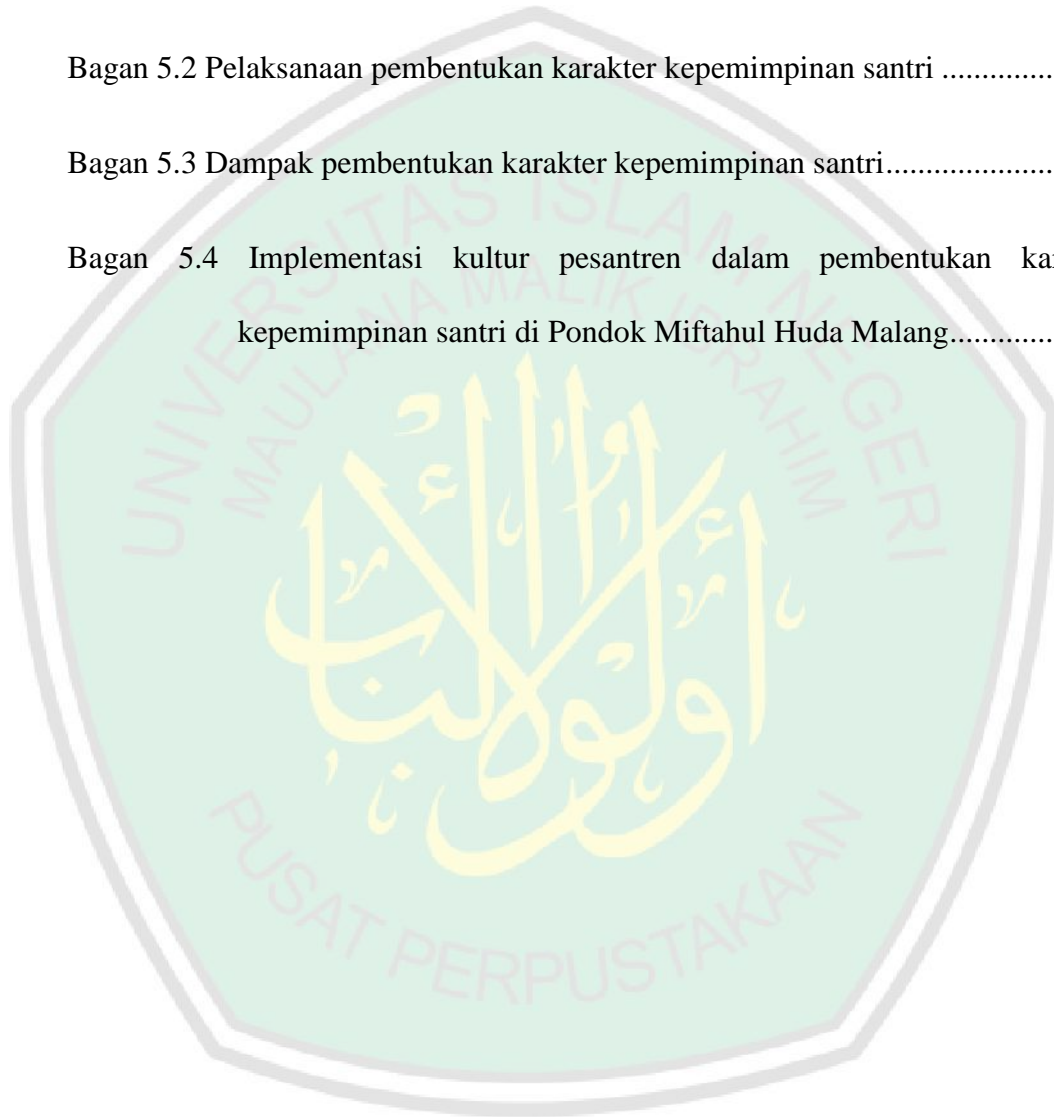 Bagan 5.2 Pelaksanaan pembentukan karakter kepemimpinan santri ..............
Bagan 5.3 Dampak pembentukan karakter kepemimpinan santri.....................
Bagan 5.4 Implementasi kultur pesantren dalam pembentukan
kepemimpinan santri di Pondok Miftahul Huda Malang.............
UNIVERSITAS ISLAM NEGERI
MAULANA MALIK IBRAHIM
أولوا الألباب
PUSAT PERPUSTAKAAN